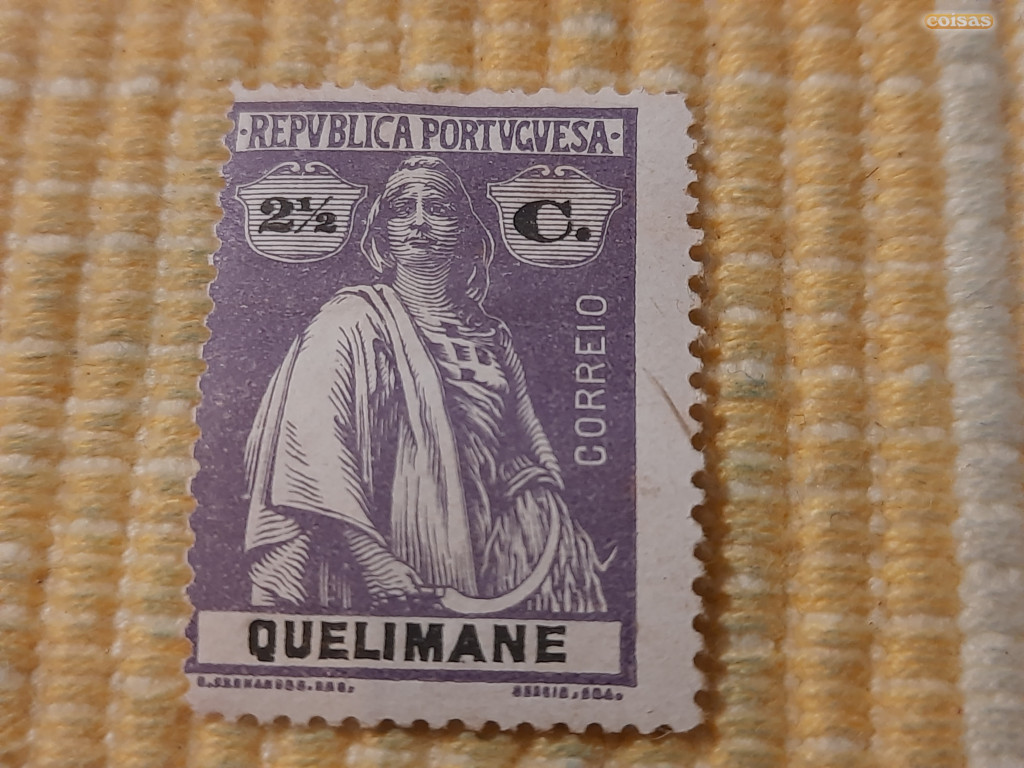 coisas
·REPVBLICA PORTVGVESA·
2½
C.
CORREIO
QUELIMANE